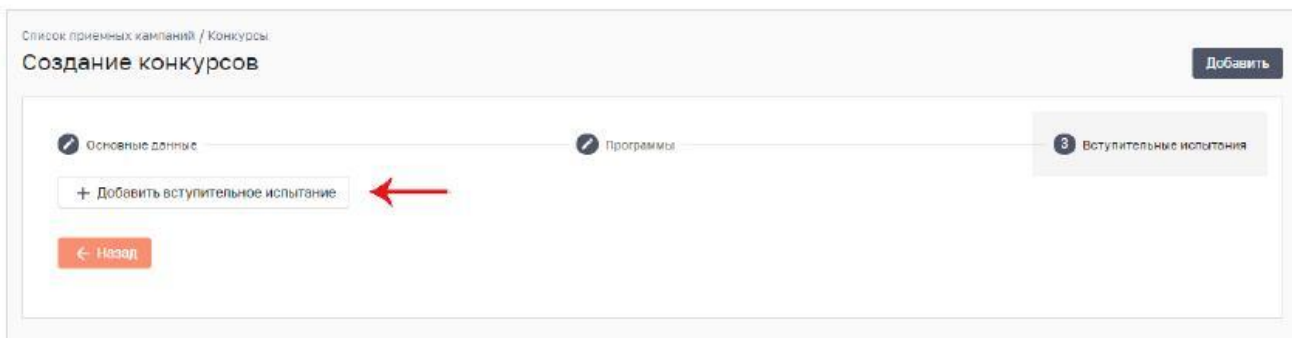 Список приемных кампаний / Конкурсы
Создание конкурсов
Добавить
Основные данные
Программы
3 Вступительные испытания
+ Добавить вступительное испытание
← Назад